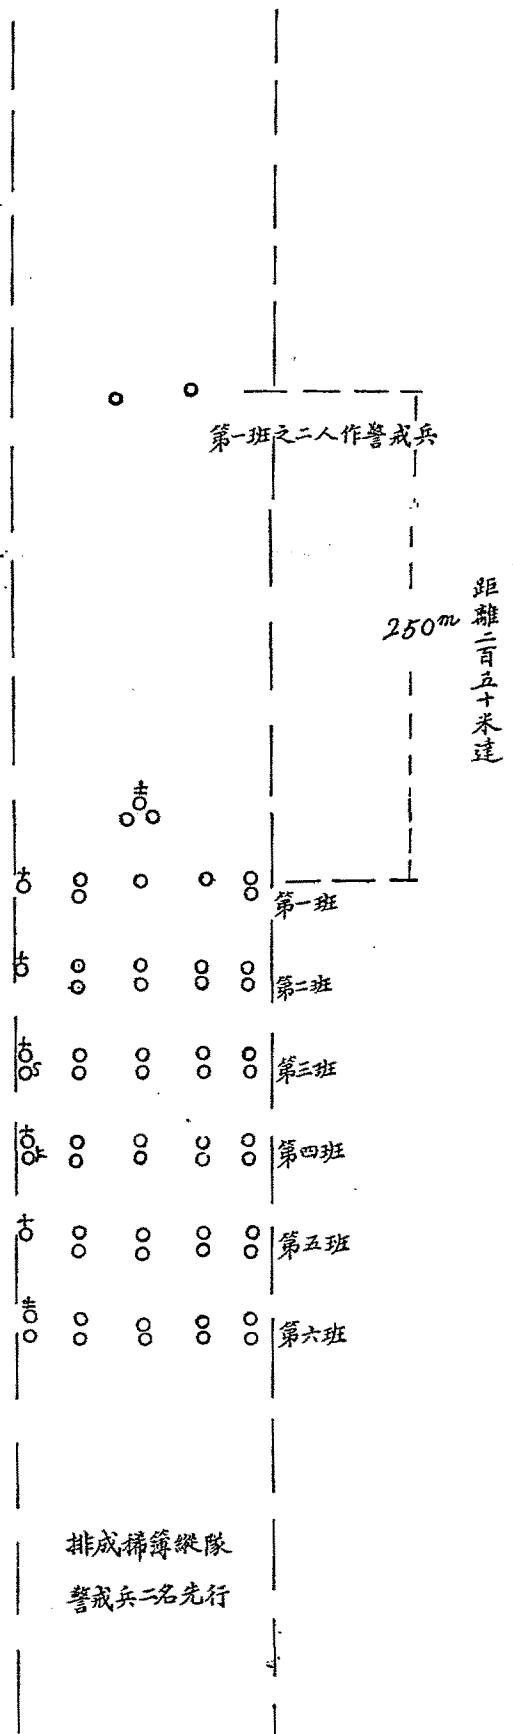 第一班之二人作警戒兵
250m
距離二百五十米達
第一班
第二班
第三班
S
第四班
第五班
第六班
排成掃簿縱隊
警戒兵二名先行